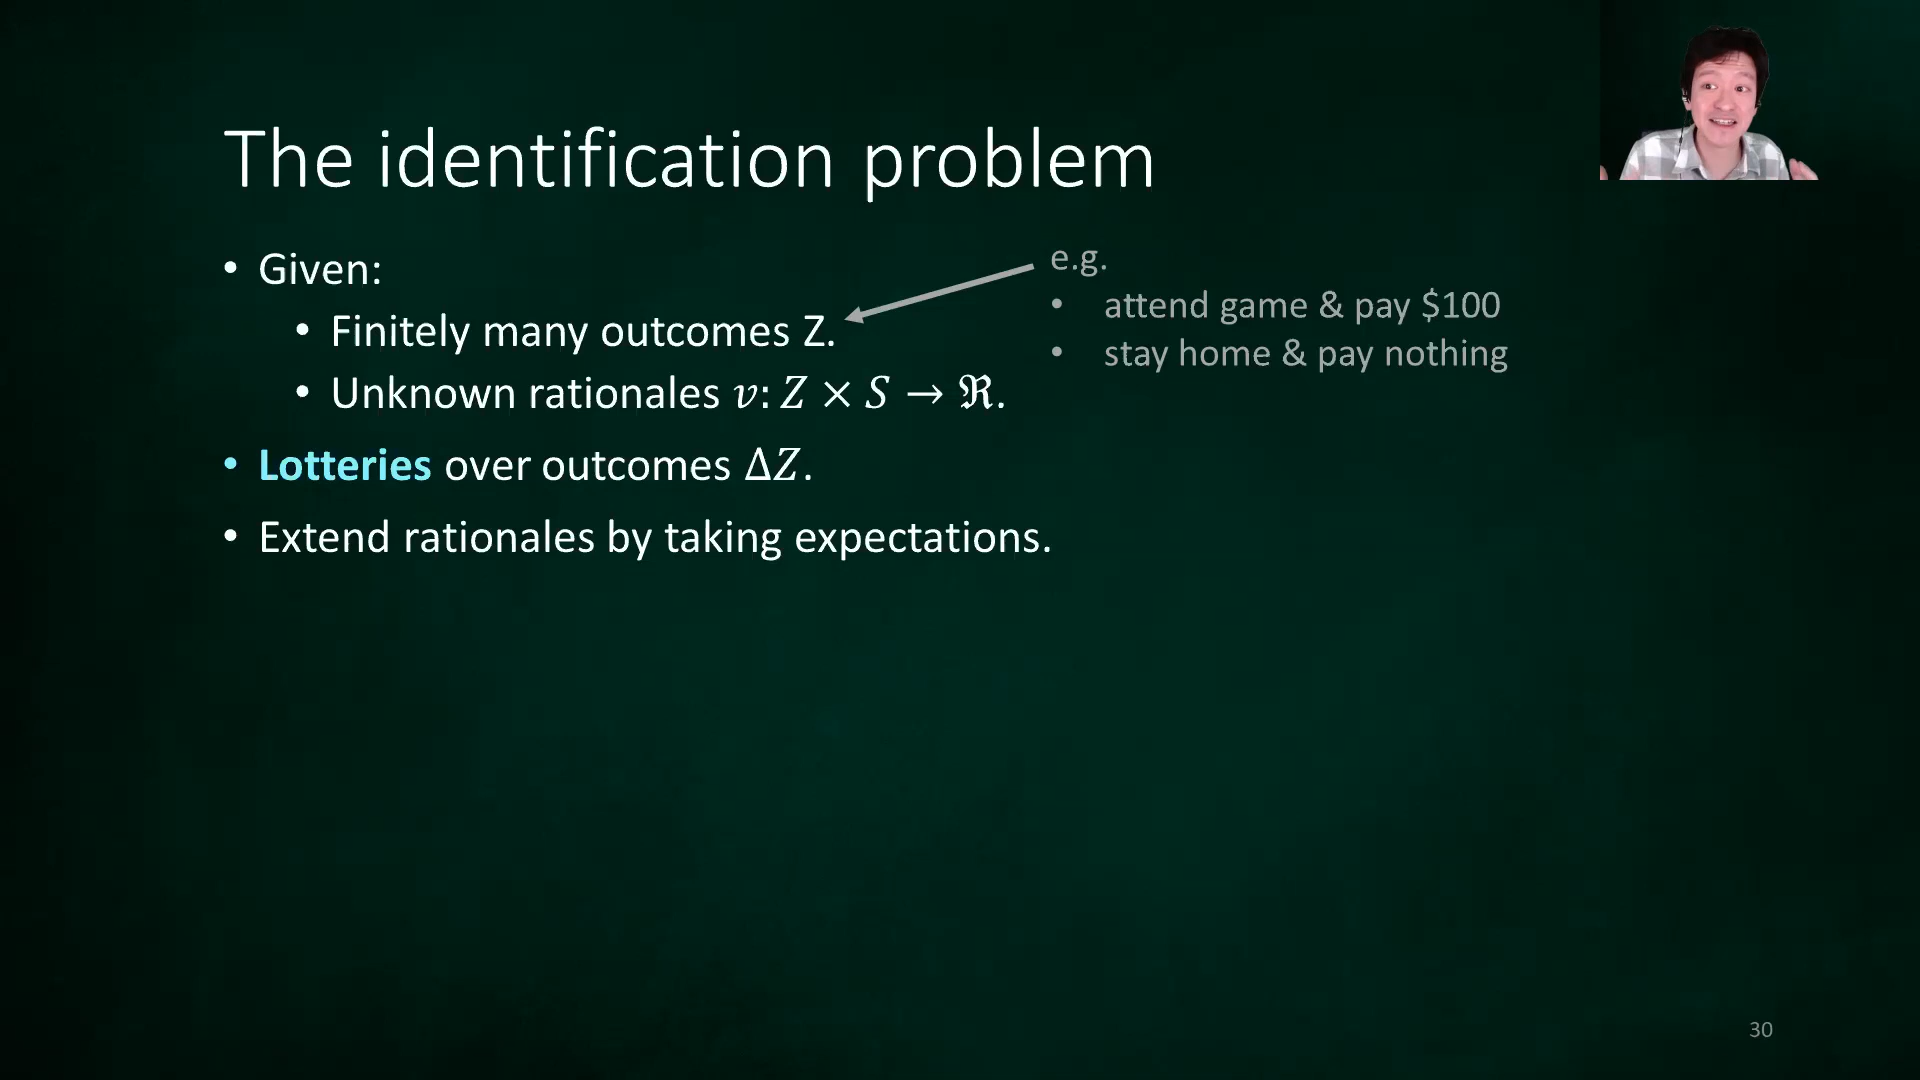 The identification problem
• Given:
• Finitely many outcomes Z.
• Unknown rationales v: Z × S → ℜ.
• Lotteries over outcomes ΔZ.
• Extend rationales by taking expectations.
e.g.
• attend game & pay $100
• stay home & pay nothing
30